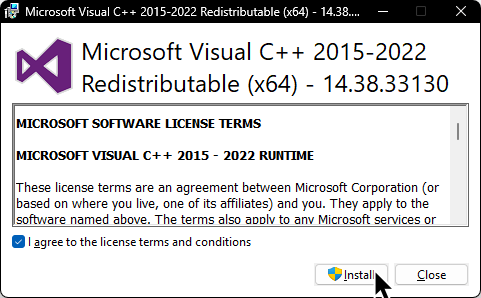 Microsoft Visual C++ 2015-2022 Redistributable (x64) - 14.38....
Microsoft Visual C++ 2015-2022
Redistributable (x64) - 14.38.33130
MICROSOFT SOFTWARE LICENSE TERMS
MICROSOFT VISUAL C++ 2015 - 2022 RUNTIME
These license terms are an agreement between Microsoft Corporation (or
based on where you live, one of its affiliates) and you. They apply to the
software named above. The terms also apply to any Microsoft services or
I agree to the license terms and conditions
Install
Close